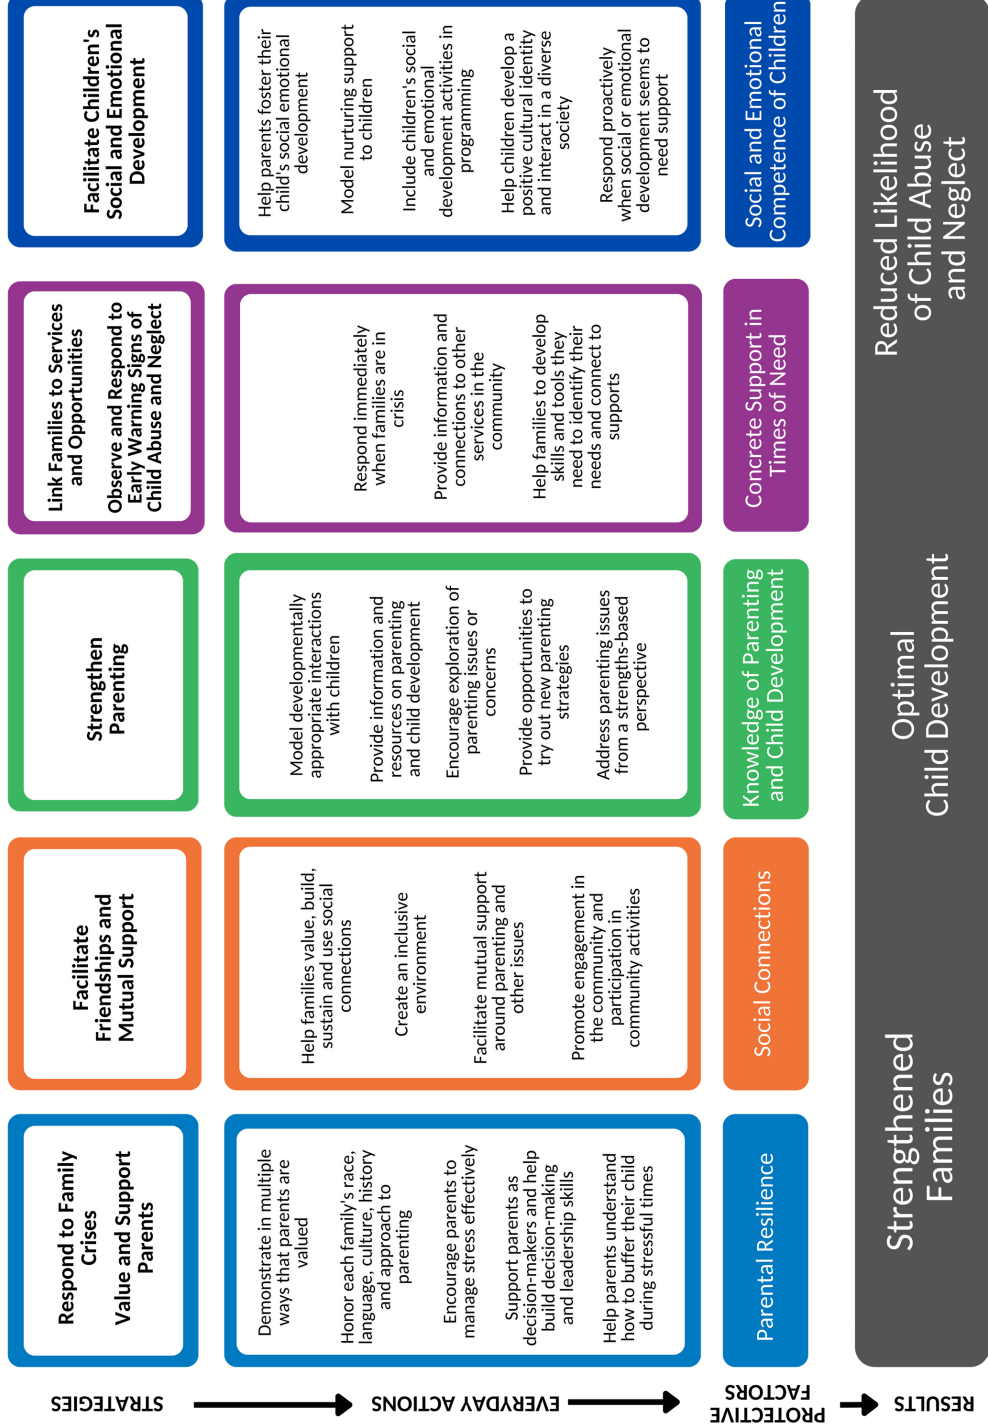 STRATEGIES
Respond to Family
Crises
Value and Support
Parents
Facilitate
Friendships and
Mutual Support
Strengthen
Parenting
Link Families to Services
and Opportunities
Observe and Respond to
Early Warning Signs of
Child Abuse and Neglect
Facilitate Children's
Social and Emotional
Development
EVERYDAY ACTIONS
Demonstrate in multiple
ways that parents are
valued
Honor each family's race,
language, culture, history
and approach to
parenting
Encourage parents to
manage stress effectively
Support parents as
decision-makers and help
build decision-making
and leadership skills
Help parents understand
how to buffer their child
during stressful times
Help families value, build,
sustain and use social
connections
Create an inclusive
environment
Facilitate mutual support
around parenting and
other issues
Promote engagement in
the community and
participation in
community activities
Model developmentally
appropriate interactions
with children
Provide information and
resources on parenting
and child development
Encourage exploration of
parenting issues or
concerns
Provide opportunities to
try out new parenting
strategies
Address parenting issues
from a strengths-based
perspective
Respond immediately
when families are in
crisis
Provide information and
connections to other
services in the
community
Help families to develop
skills and tools they
need to identify their
needs and connect to
supports
Help parents foster their
child's social emotional
development
Model nurturing support
to children
Include children's social
and emotional
development activities in
programming
Help children develop a
positive cultural identity
and interact in a diverse
society
Respond proactively
when social or emotional
development seems to
need support
PROTECTIVE
FACTORS
Parental Resilience
Social Connections
Knowledge of Parenting
and Child Development
Concrete Support in
Times of Need
Social and Emotional
Competence of Children
RESULTS
Strengthened
Families
Optimal
Child Development
Reduced Likelihood
of Child Abuse
and Neglect